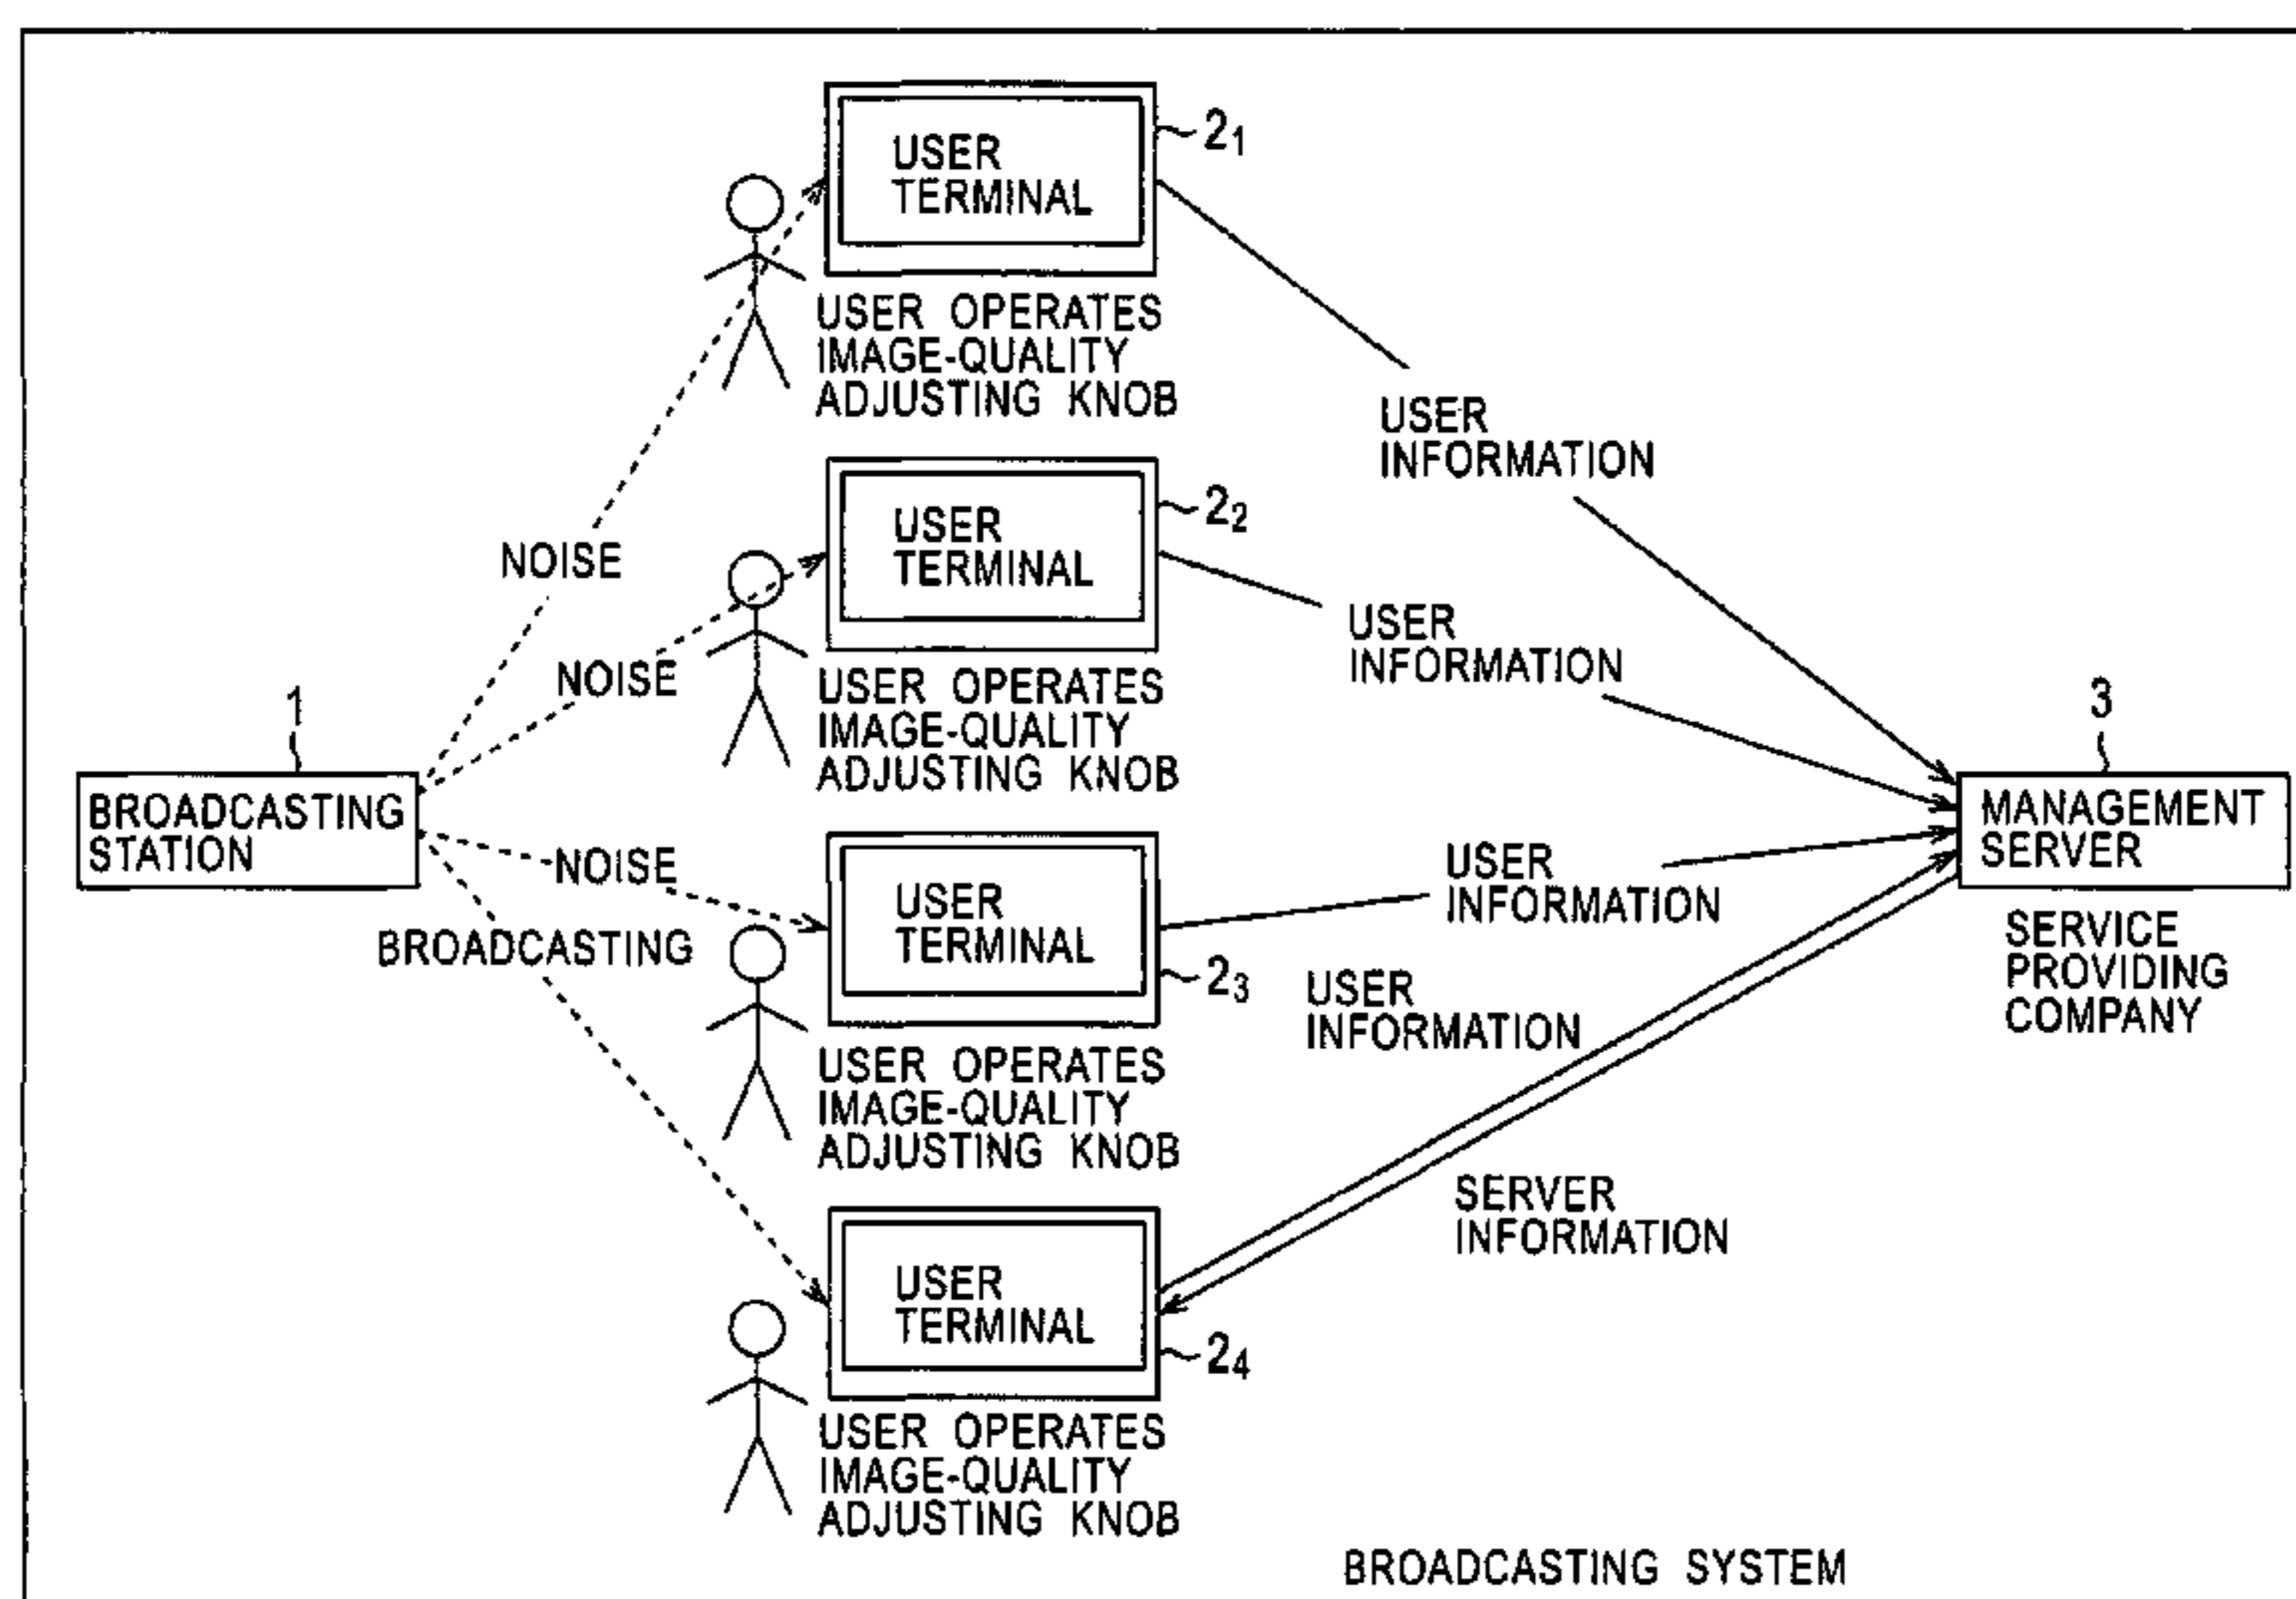 1
BROADCASTING
STATION
NOISE
NOISE
NOISE
BROADCASTING
USER
TERMINAL
2₁
USER OPERATES
IMAGE-QUALITY
ADJUSTING KNOB
USER
TERMINAL
2₂
USER OPERATES
IMAGE-QUALITY
ADJUSTING KNOB
USER
TERMINAL
2₃
USER OPERATES
IMAGE-QUALITY
ADJUSTING KNOB
USER
TERMINAL
2₄
USER OPERATES
IMAGE-QUALITY
ADJUSTING KNOB
USER
INFORMATION
USER
INFORMATION
USER
INFORMATION
USER
INFORMATION
SERVER
INFORMATION
3
MANAGEMENT
SERVER
SERVICE
PROVIDING
COMPANY
BROADCASTING SYSTEM